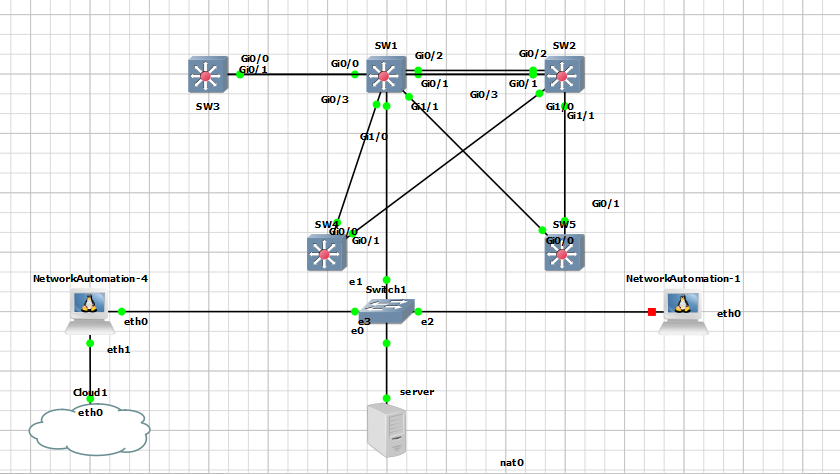 SW1
SW2
Gi0/0
Gi0/1
Gi0/0
Gi0/2
Gi0/2
Gi0/1
Gi0/1
SW3
Gi0/3
Gi1/1
Gi0/3
Gi1/0
Gi1/1
Gi1/0
Gi0/1
SW4
Gi0/0
Gi0/1
SW5
Gi0/0
NetworkAutomation-4
e1
Switch1
NetworkAutomation-1
eth0
e3
e0
e2
eth0
eth1
Cloud1
eth0
server
nat0